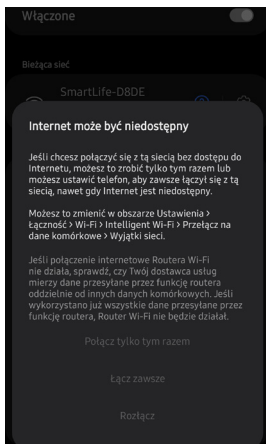 Włączone
Bieżąca sieć
SmartLife-D8DE
Internet może być niedostępny
Jeśli chcesz połączyć się z tą siecią bez dostępu do
Internetu, możesz to zrobić tylko tym razem lub
możesz ustawić telefon, aby zawsze łączył się z tą
siecią, nawet gdy Internet jest niedostępny.
Możesz to zmienić w obszarze Ustawienia >
Łączność > Wi-Fi > Intelligent Wi-Fi > Przełącz na
dane komórkowe > Wyjątki sieci.
Jeśli połączenie internetowe Routera Wi-Fi
nie działa, sprawdź, czy Twój dostawca usług
mierzy dane przesyłane przez funkcję routera
oddzielnie od innych danych komórkowych. Jeśli
wykorzystano już wszystkie dane przesyłane przez
funkcję routera, Router Wi-Fi nie będzie działał.
Połącz tylko tym razem
Łącz zawsze
Rozłącz